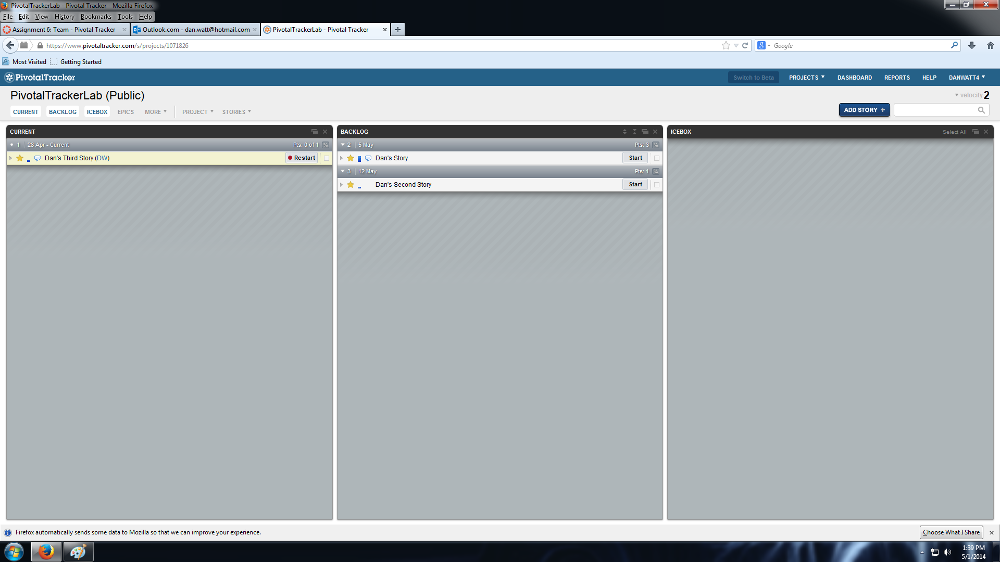 PivotalTrackerLab - Pivotal Tracker - Mozilla Firefox
File Edit View History Bookmarks Tools Help
Assignment 6: Team - Pivotal Tracker Outlook.com - dan.watt@hotmail.com PivotalTrackerLab - Pivotal Tracker
https://www.pivotaltracker.com/s/projects/1071826 Google
Most Visited Getting Started
PivotalTracker Switch to Beta PROJECTS DASHBOARD REPORTS HELP DANWATT4
PivotalTrackerLab (Public) velocity 2
CURRENT BACKLOG ICEBOX EPICS MORE PROJECT STORIES ADD STORY +
CURRENT BACKLOG ICEBOX Select All
1 28 Apr - Current Pts: 0 of 1 % 2 5 May Pts: 3 %
Dan's Third Story (DW) Restart Dan's Story Start
3 12 May Pts: 1 %
Dan's Second Story Start
Firefox automatically sends some data to Mozilla so that we can improve your experience. Choose What I Share
1:39 PM
5/1/2014